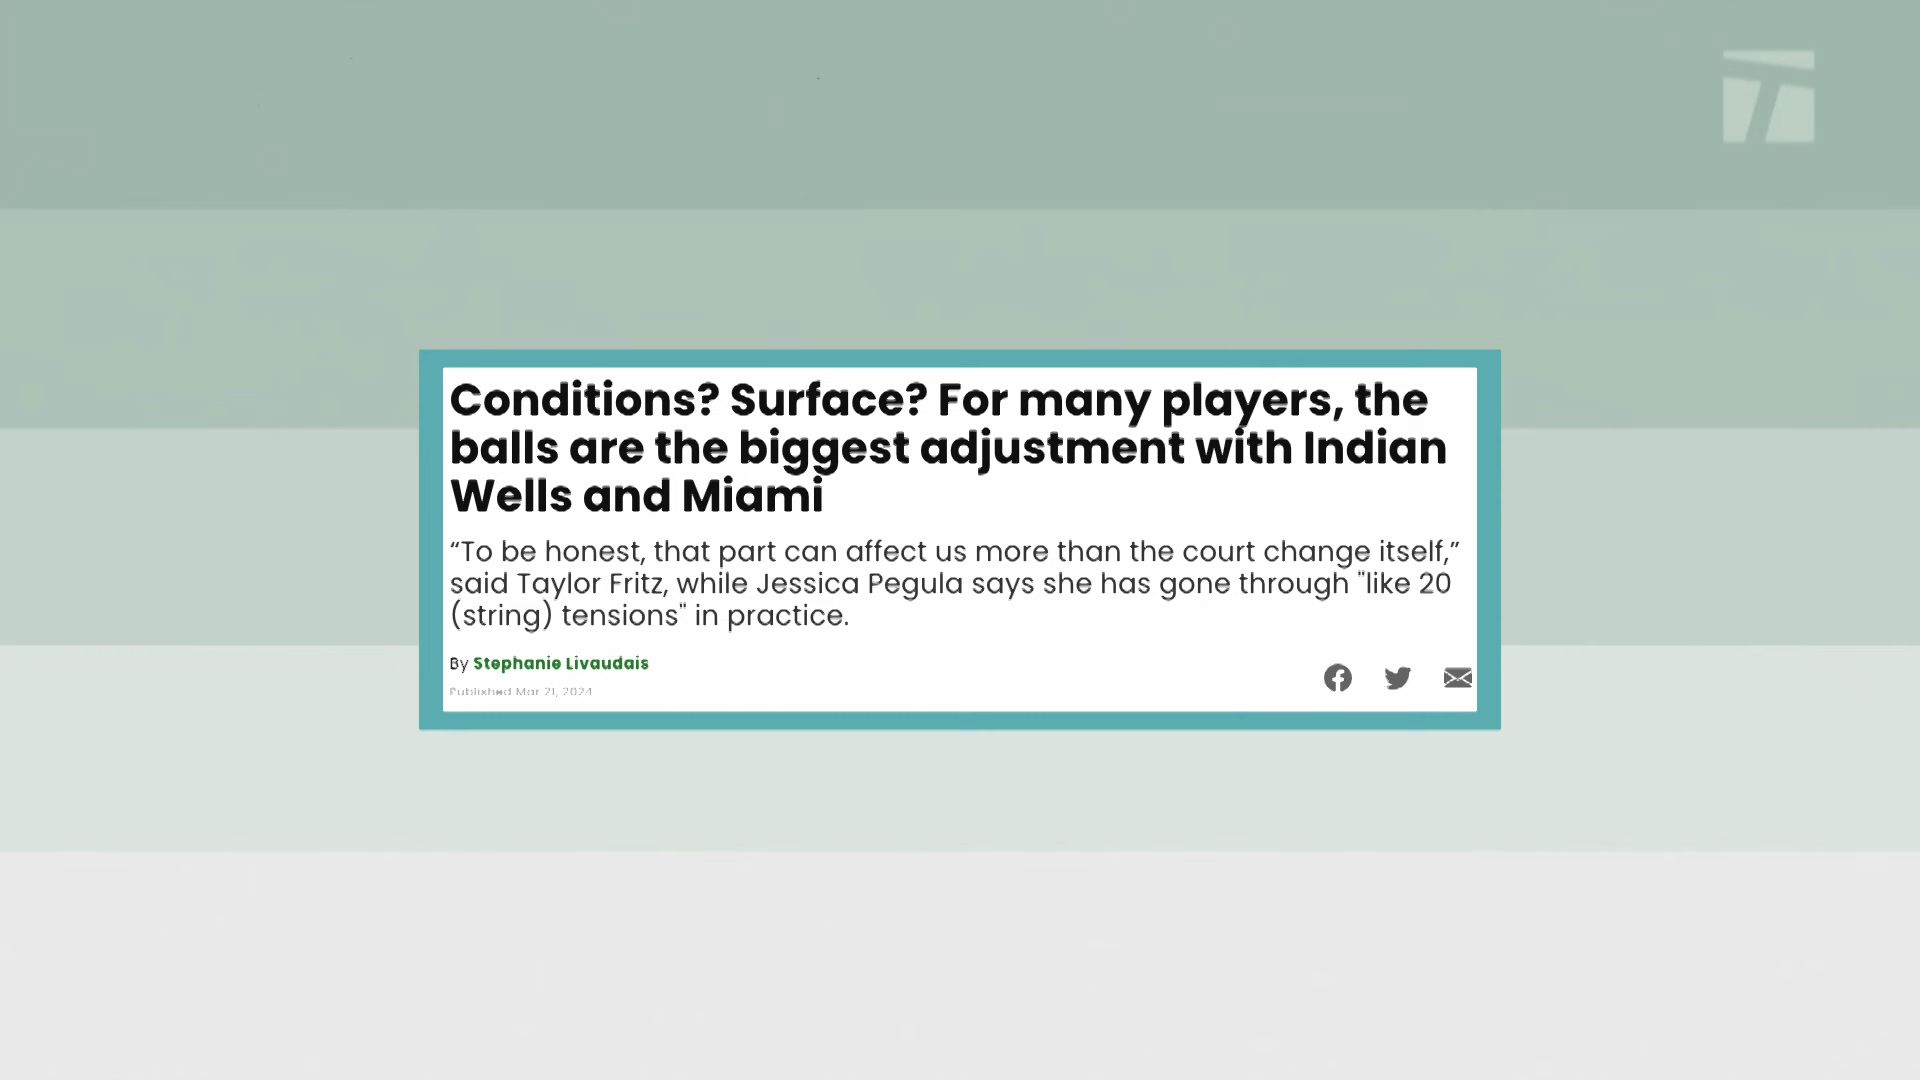 Conditions? Surface? For many players, the
balls are the biggest adjustment with Indian
Wells and Miami
“To be honest, that part can affect us more than the court change itself,”
said Taylor Fritz, while Jessica Pegula says she has gone through "like 20
(string) tensions" in practice.
By Stephanie Livaudais
Published Mar 21, 2024